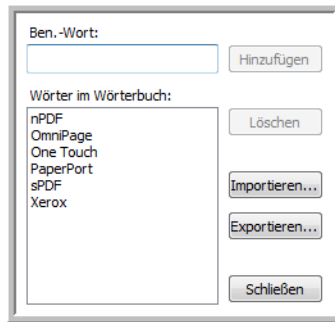 Ben.-Wort:
Hinzufügen
Wörter im Wörterbuch:
nPDF
OmniPage
One Touch
PaperPort
sPDF
Xerox
Löschen
Importieren...
Exportieren...
Schließen